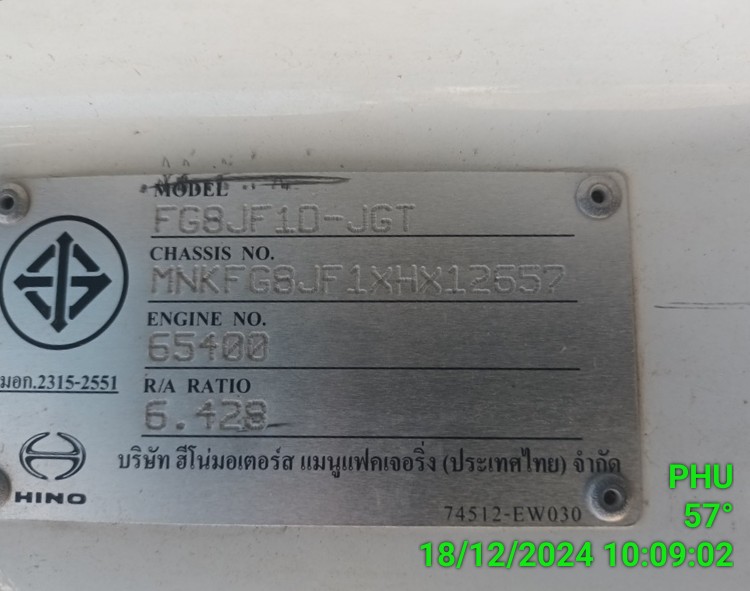 MODEL
FG8JF1D-JGT
CHASSIS NO.
MNKFG8JF1XHX12657
ENGINE NO.
65400
R/A RATIO
6.428
มอก.2315-2551
HINO
บริษัท ฮีโน่มอเตอร์ส แมนูแฟคเจอริ่ง (ประเทศไทย) จำกัด
74512-EW030
PHU
57°
18/12/2024 10:09:02